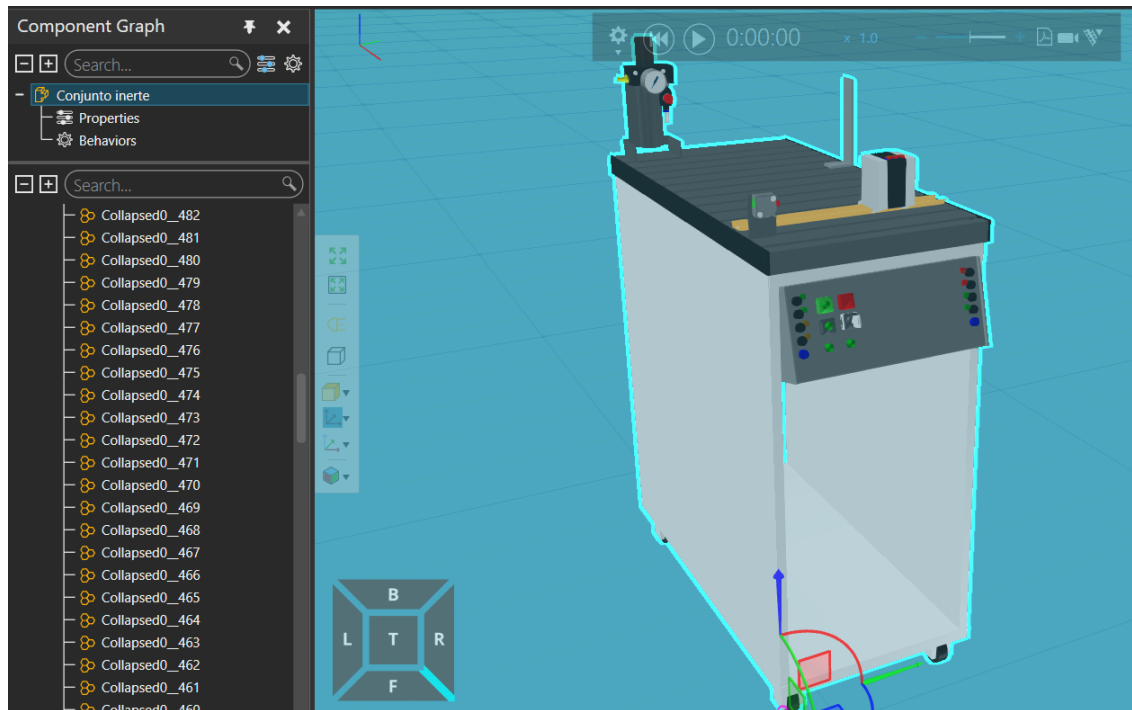 Component Graph
Search...
Conjunto inerte
Properties
Behaviors
Search...
Collapsed0__482
Collapsed0__481
Collapsed0__480
Collapsed0__479
Collapsed0__478
Collapsed0__477
Collapsed0__476
Collapsed0__475
Collapsed0__474
Collapsed0__473
Collapsed0__472
Collapsed0__471
Collapsed0__470
Collapsed0__469
Collapsed0__468
Collapsed0__467
Collapsed0__466
Collapsed0__465
Collapsed0__464
Collapsed0__463
Collapsed0__462
Collapsed0__461
Collapsed0__460
0:00:00 x 1.0
B
L T R
F